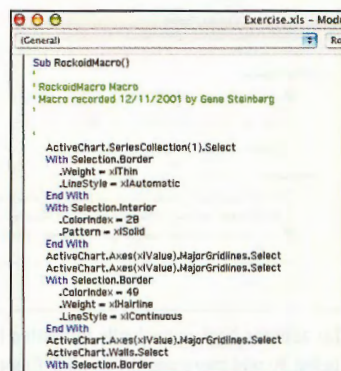 Exercise.xls – Modu
(General)
Ro
Sub RockoidMacro()
'
' RockoidMacro Macro
' Macro recorded 12/11/2001 by Gene Steinberg
'
'
ActiveChart.SeriesCollection(1).Select
With Selection.Border
.Weight = xlThin
.LineStyle = xlAutomatic
End With
With Selection.Interior
.ColorIndex = 28
.Pattern = xlSolid
End With
ActiveChart.Axes(xlValue).MajorGridlines.Select
ActiveChart.Axes(xlValue).MajorGridlines.Select
With Selection.Border
.ColorIndex = 49
.Weight = xlHairline
.LineStyle = xlContinuous
End With
ActiveChart.Axes(xlValue).MajorGridlines.Select
ActiveChart.Walls.Select
With Selection.Border